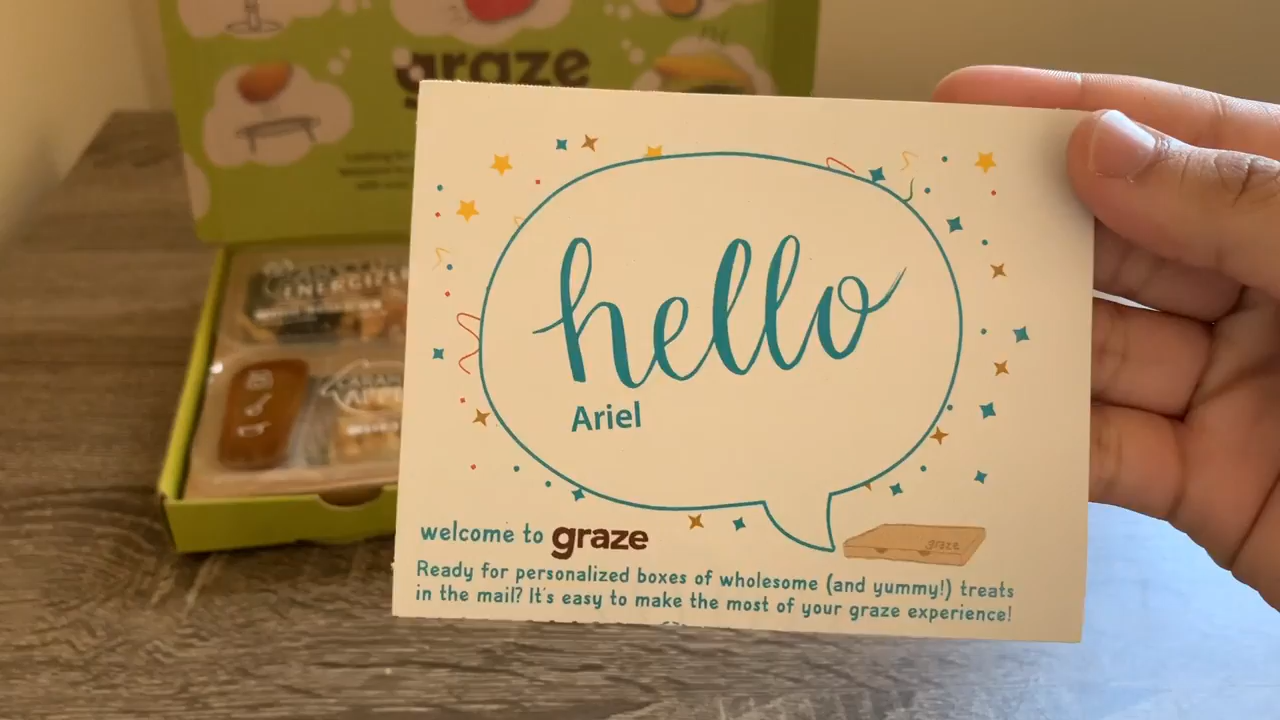 graze
ENERGIZE
hello
Ariel
welcome to graze
graze
Ready for personalized boxes of wholesome (and yummy!) treats
in the mail? It's easy to make the most of your graze experience!